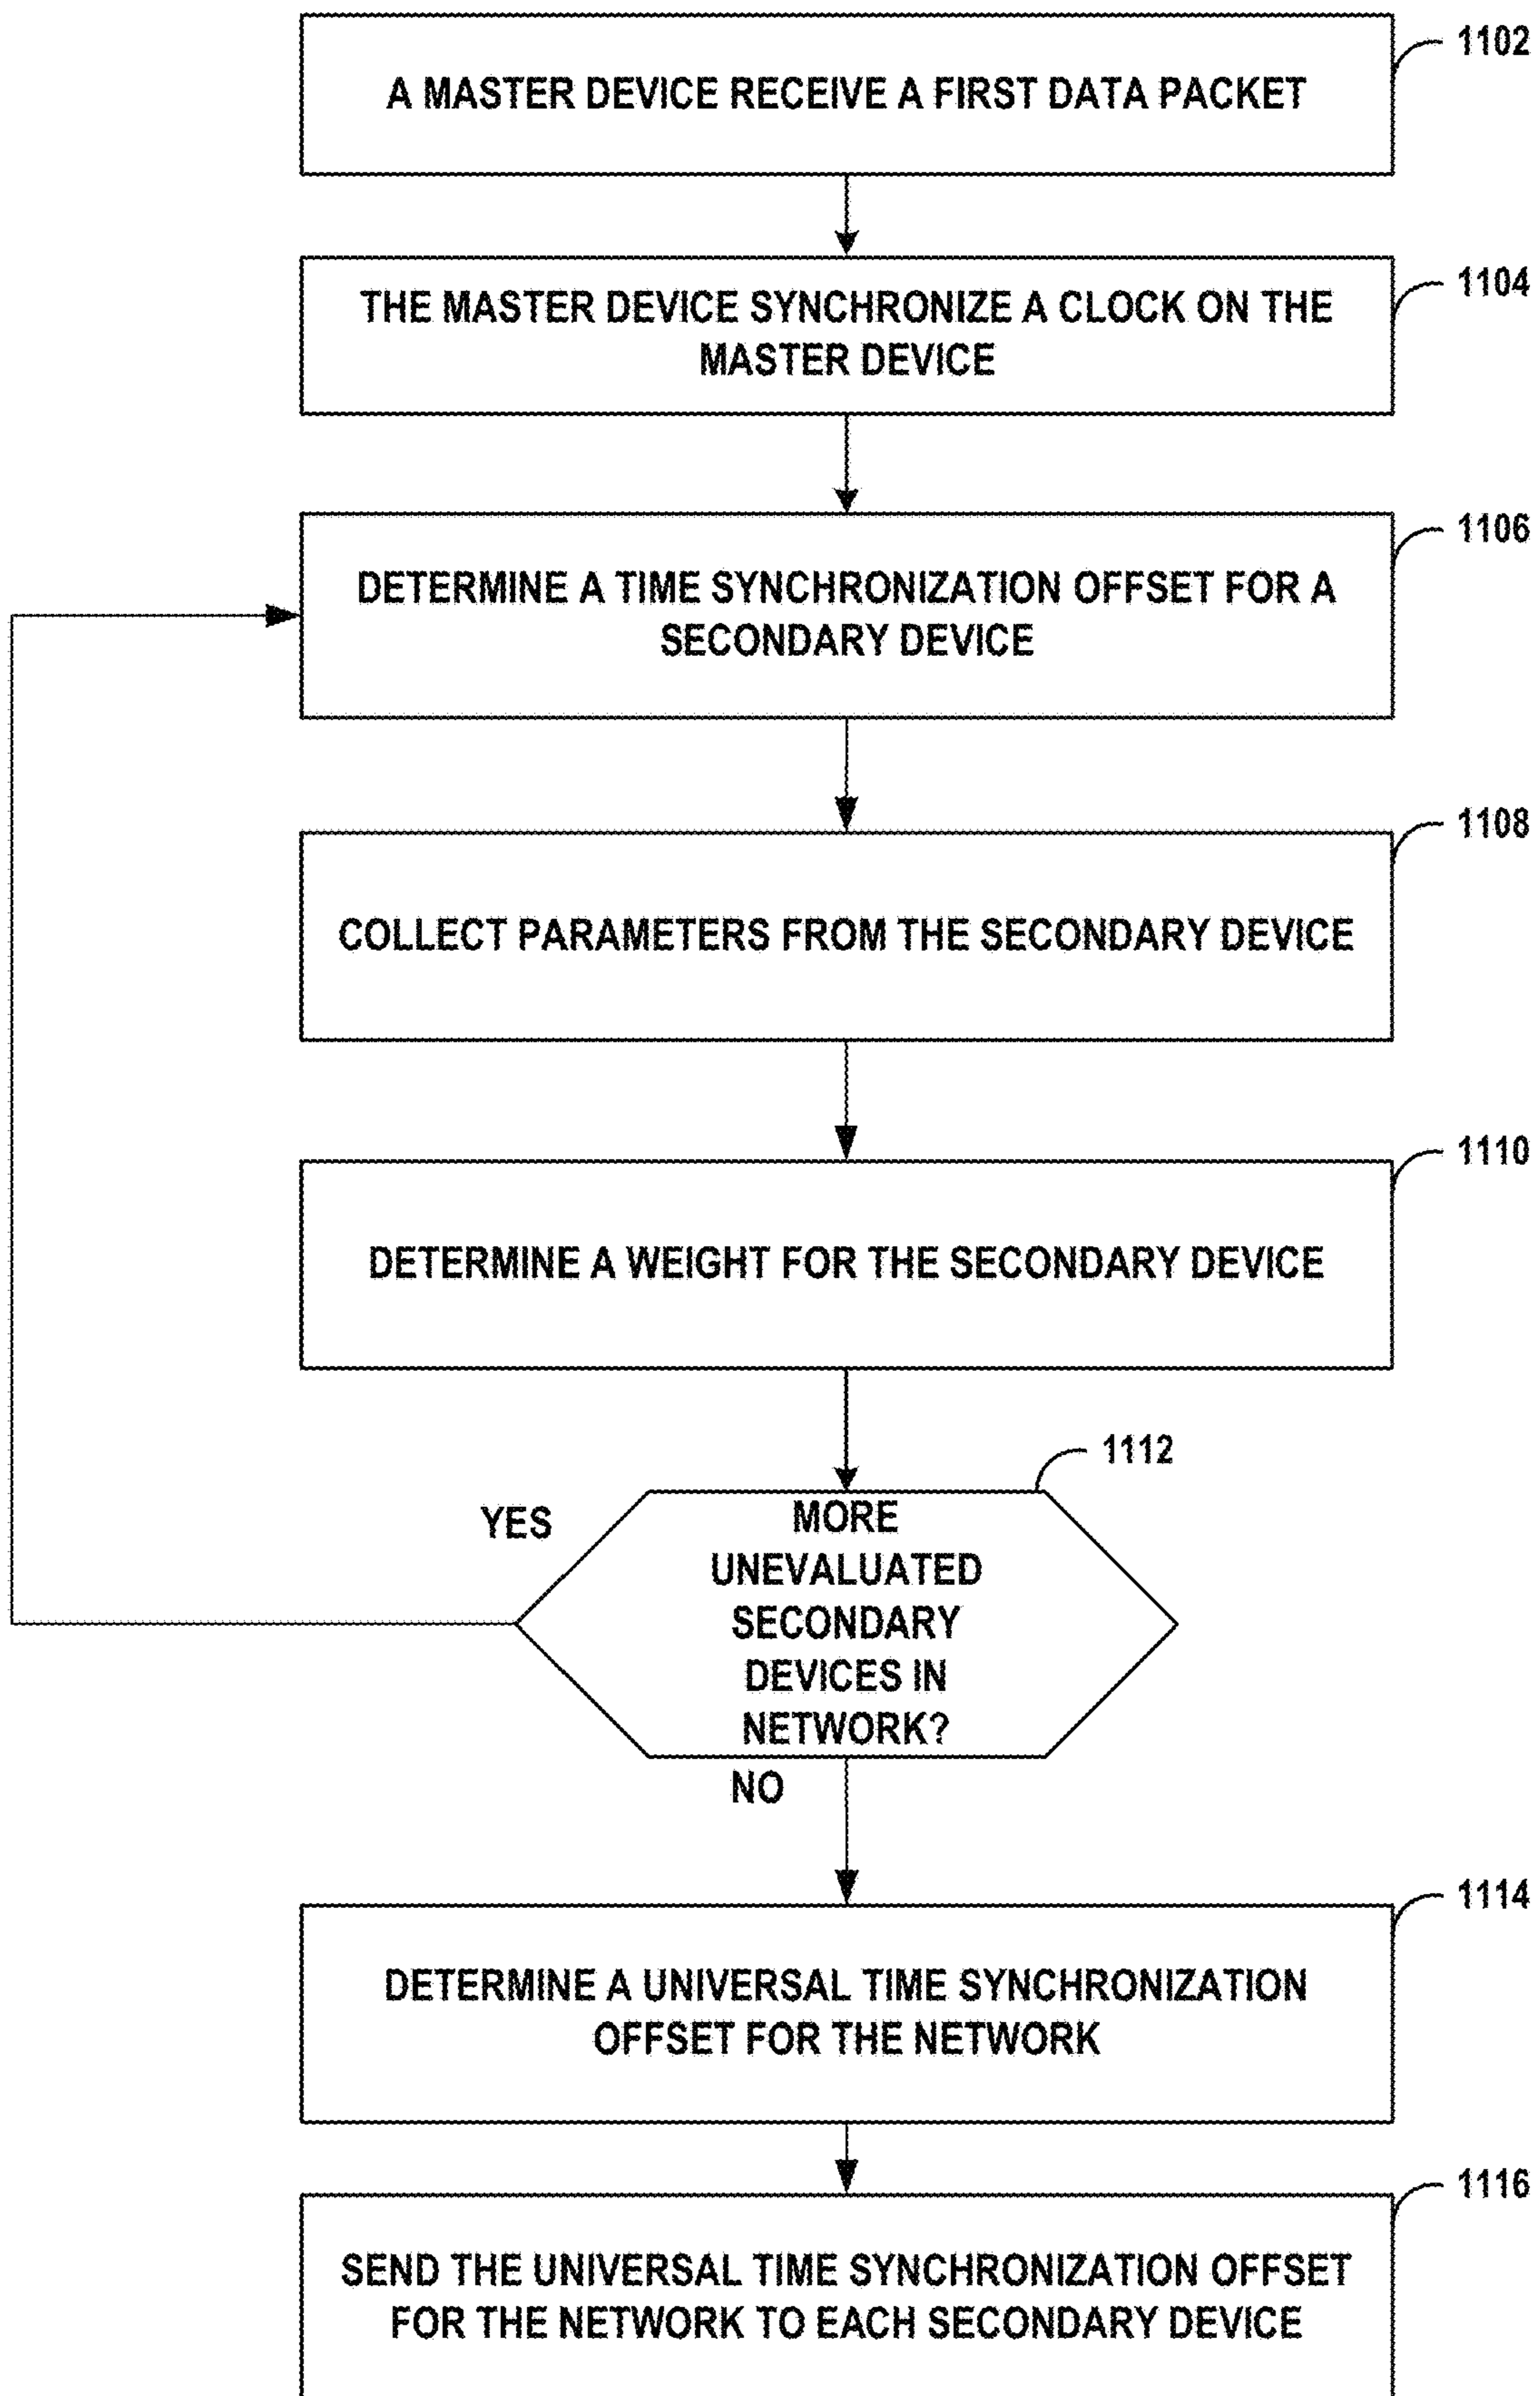 1102
A MASTER DEVICE RECEIVE A FIRST DATA PACKET
1104
THE MASTER DEVICE SYNCHRONIZE A CLOCK ON THE
MASTER DEVICE
1106
DETERMINE A TIME SYNCHRONIZATION OFFSET FOR A
SECONDARY DEVICE
1108
COLLECT PARAMETERS FROM THE SECONDARY DEVICE
1110
DETERMINE A WEIGHT FOR THE SECONDARY DEVICE
1112
YES
MORE
UNEVALUATED
SECONDARY
DEVICES IN
NETWORK?
NO
1114
DETERMINE A UNIVERSAL TIME SYNCHRONIZATION
OFFSET FOR THE NETWORK
1116
SEND THE UNIVERSAL TIME SYNCHRONIZATION OFFSET
FOR THE NETWORK TO EACH SECONDARY DEVICE